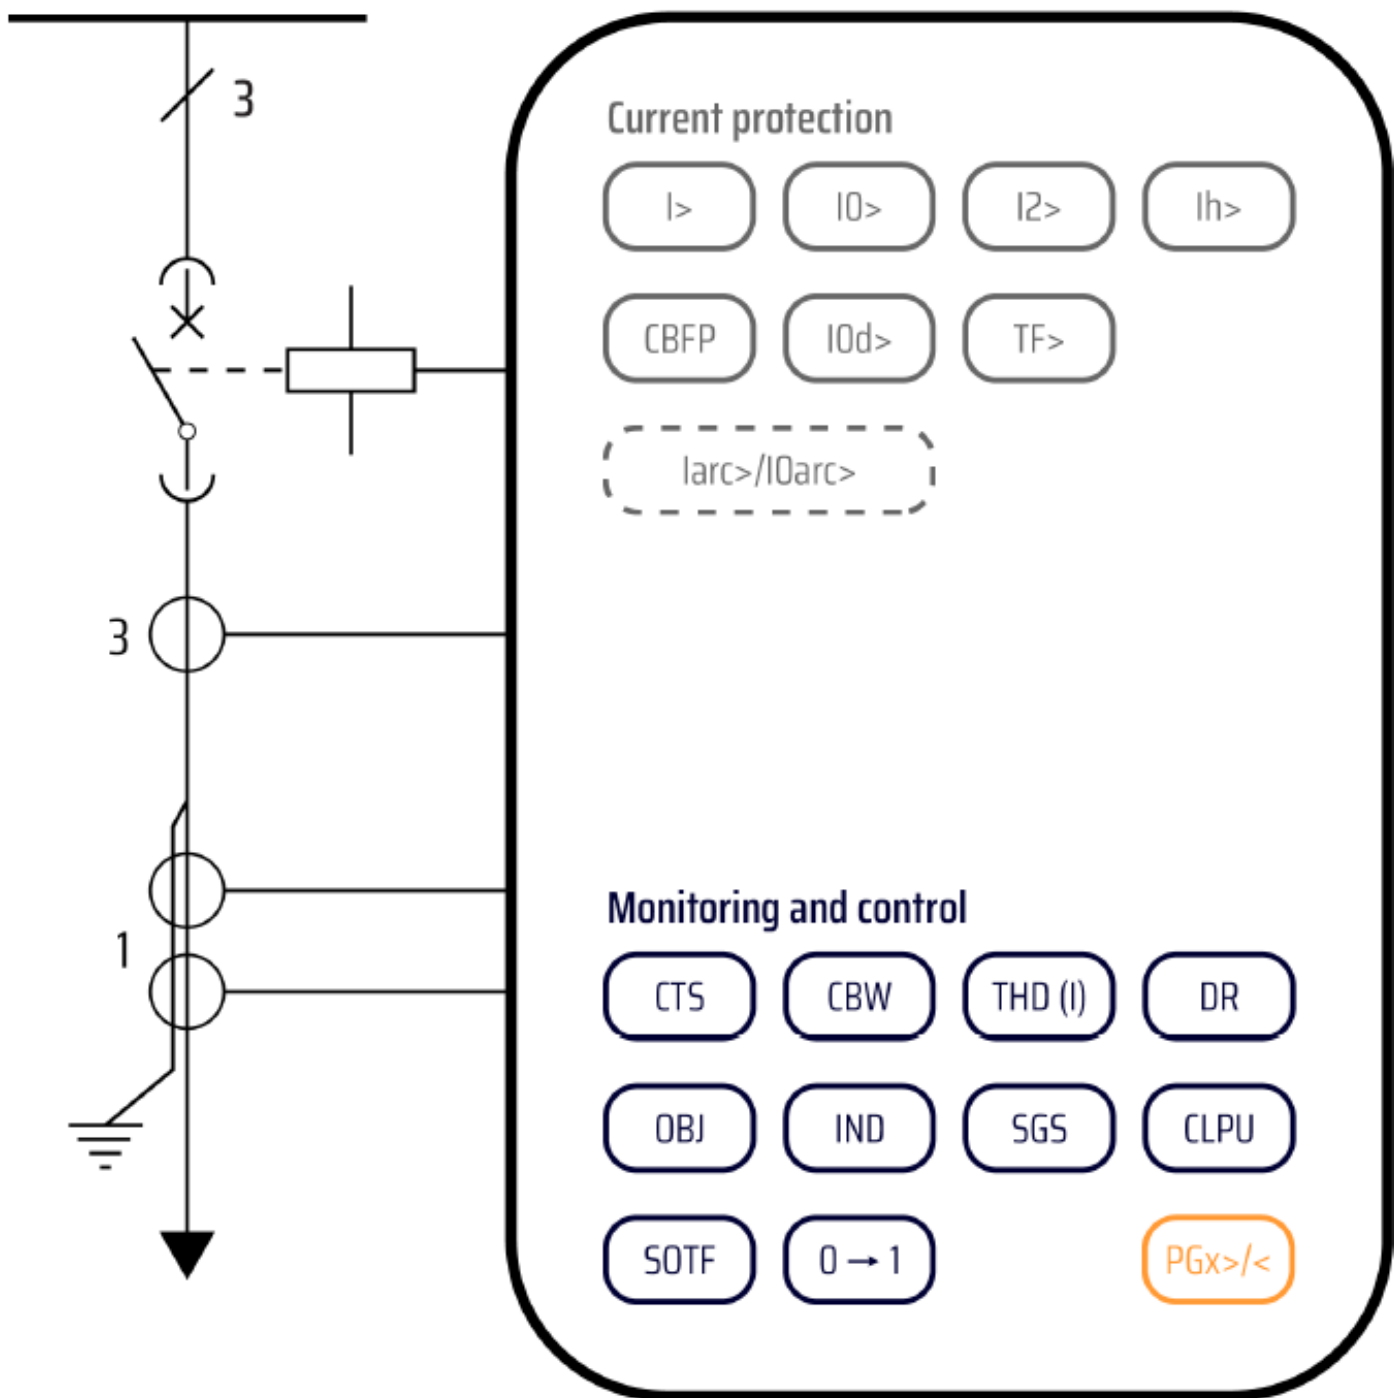 3
Current protection
I> I0> I2> Ih>
CBFP I0d> TF>
Iarc>/I0arc>
3
Monitoring and control
1
CTS CBW THD (I) DR
OBJ IND SGS CLPU
SOTF 0 → 1 PGx>/<